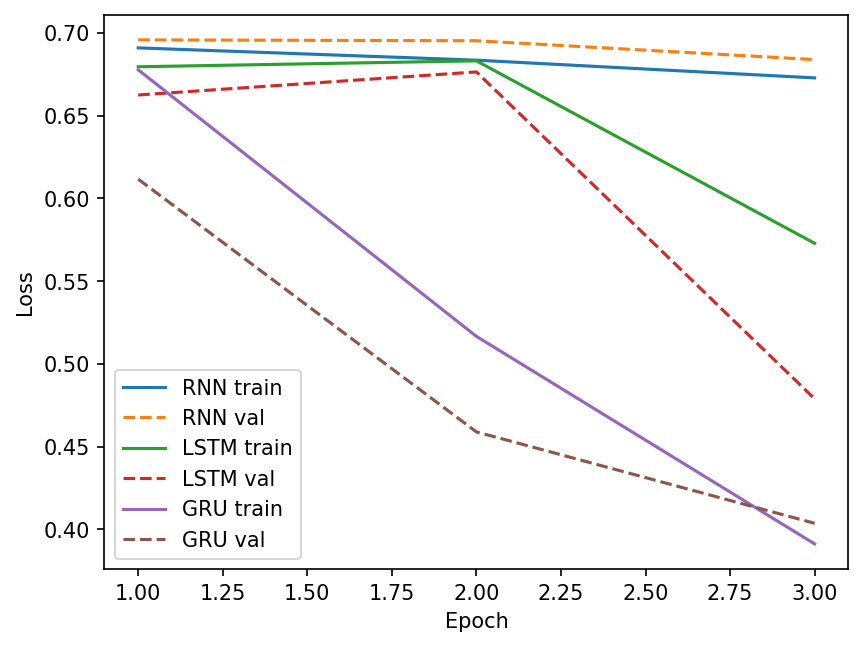 0.70
0.65
0.60
0.55
0.50
0.45
0.40
Loss
RNN train
RNN val
LSTM train
LSTM val
GRU train
GRU val
1.00 1.25 1.50 1.75 2.00 2.25 2.50 2.75 3.00
Epoch